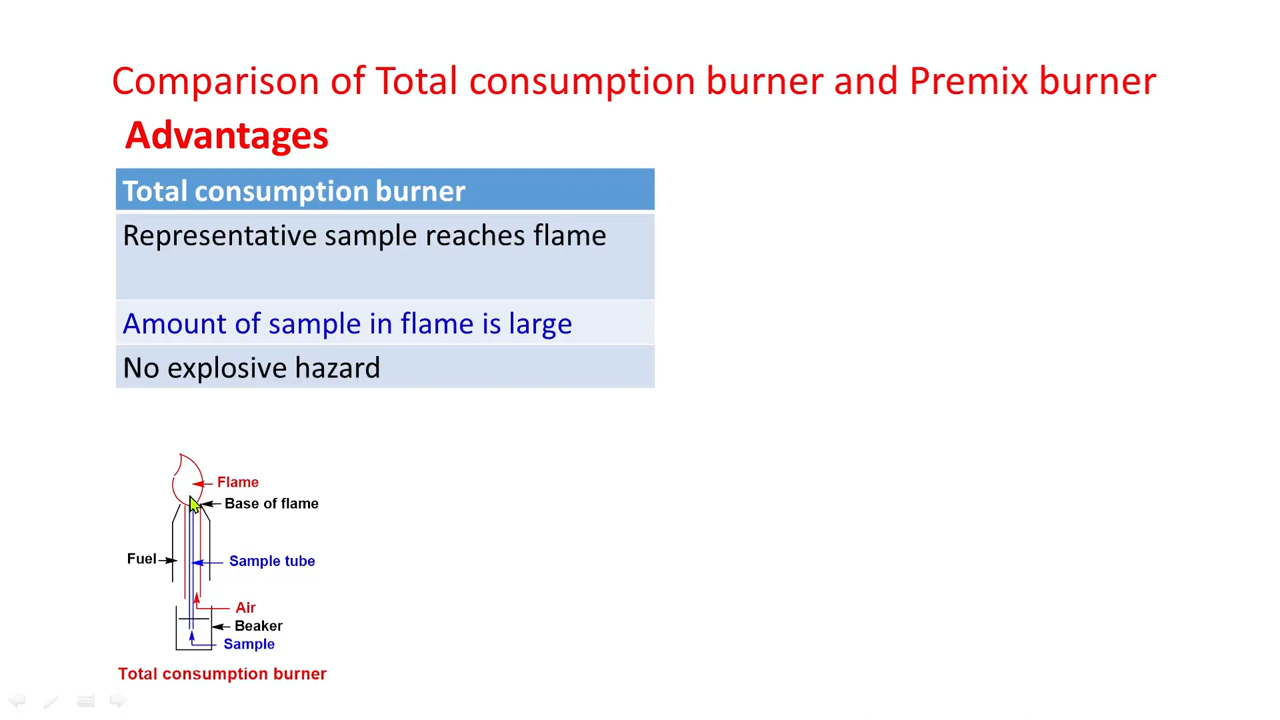 Comparison of Total consumption burner and Premix burner
Advantages
Total consumption burner
Representative sample reaches flame
Amount of sample in flame is large
No explosive hazard
Flame
Base of flame
Fuel
Sample tube
Air
Beaker
Sample
Total consumption burner